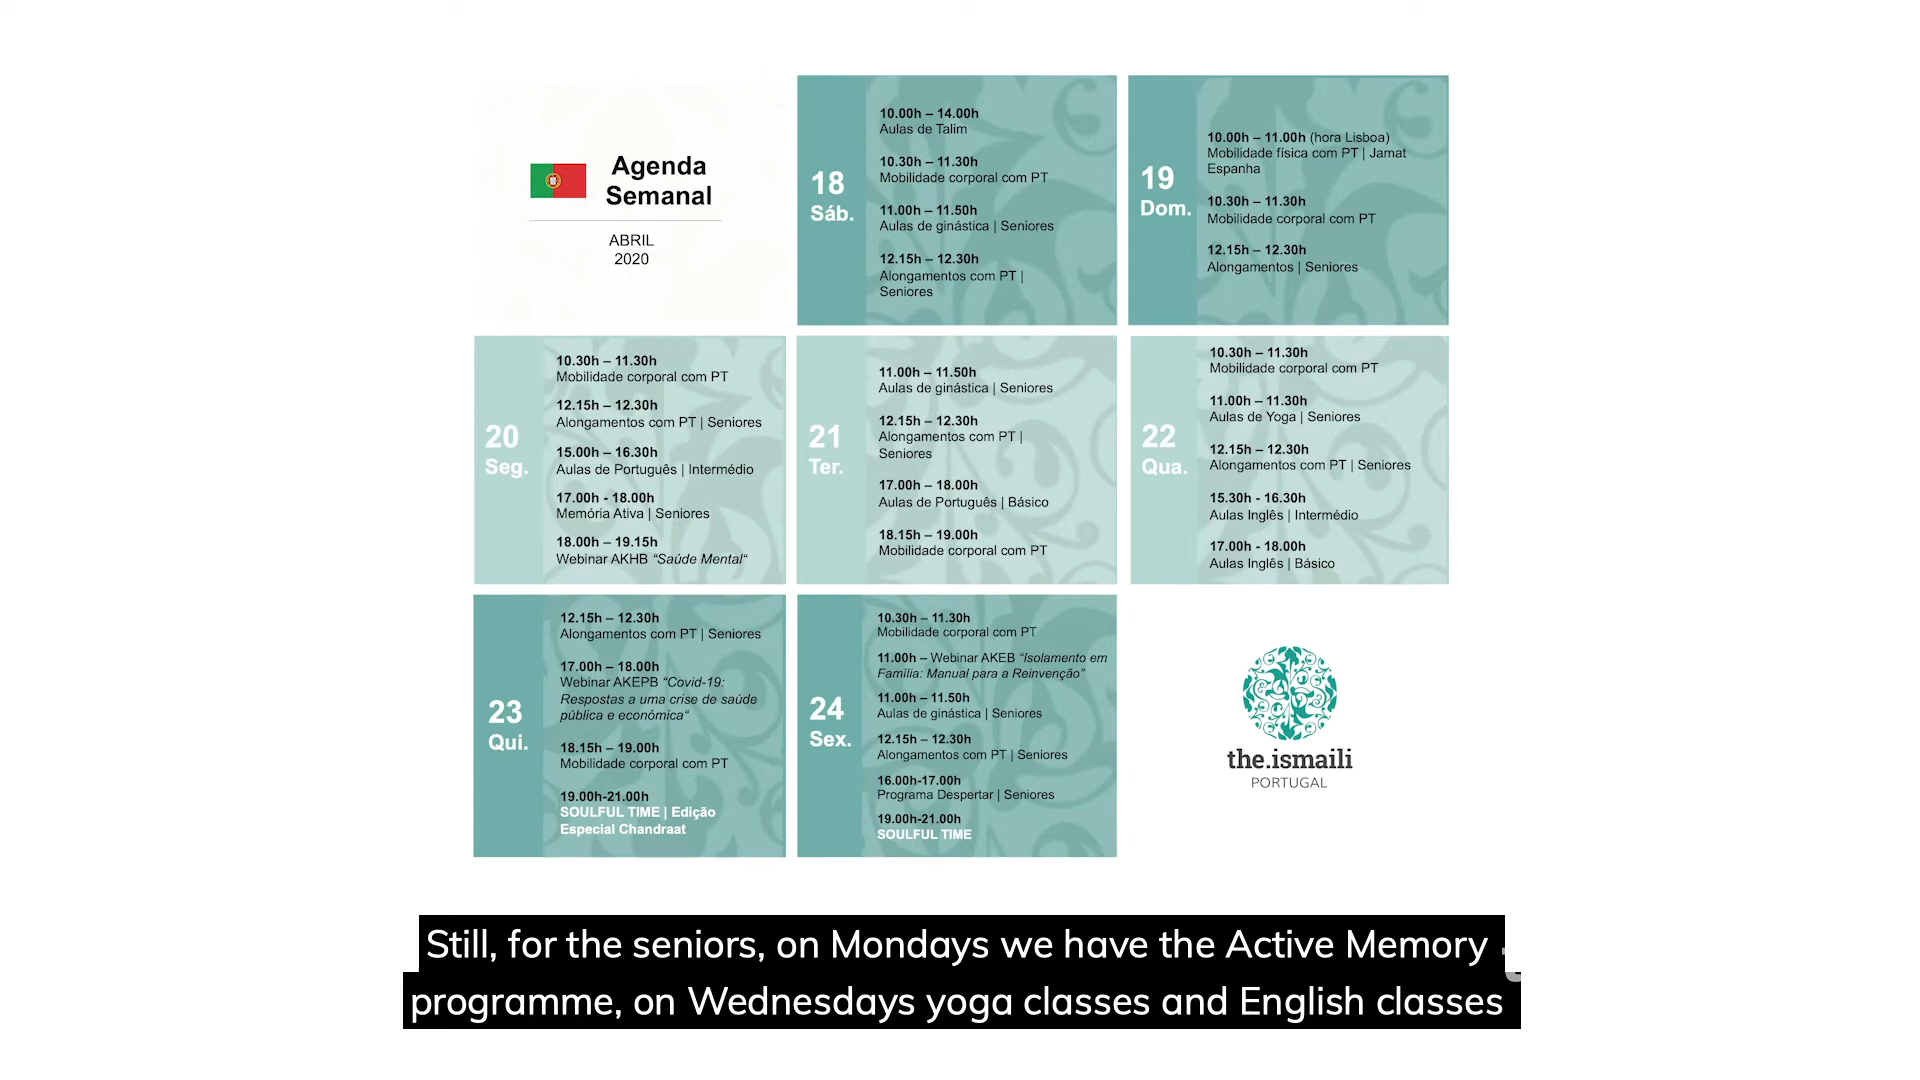 Agenda
Semanal
ABRIL
2020
18
Sáb.
10.00h – 14.00h
Aulas de Talim
10.30h – 11.30h
Mobilidade corporal com PT
11.00h – 11.50h
Aulas de ginástica | Seniores
12.15h – 12.30h
Alongamentos com PT |
Seniores
19
Dom.
10.00h – 11.00h (hora Lisboa)
Mobilidade física com PT | Jamat
Espanha
10.30h – 11.30h
Mobilidade corporal com PT
12.15h – 12.30h
Alongamentos | Seniores
20
Seg.
10.30h – 11.30h
Mobilidade corporal com PT
12.15h – 12.30h
Alongamentos com PT | Seniores
15.00h – 16.30h
Aulas de Português | Intermédio
17.00h - 18.00h
Memória Ativa | Seniores
18.00h – 19.15h
Webinar AKHB “Saúde Mental“
21
Ter.
11.00h – 11.50h
Aulas de ginástica | Seniores
12.15h – 12.30h
Alongamentos com PT |
Seniores
17.00h – 18.00h
Aulas de Português | Básico
18.15h – 19.00h
Mobilidade corporal com PT
22
Qua.
10.30h – 11.30h
Mobilidade corporal com PT
11.00h – 11.30h
Aulas de Yoga | Seniores
12.15h – 12.30h
Alongamentos com PT | Seniores
15.30h - 16.30h
Aulas Inglês | Intermédio
17.00h - 18.00h
Aulas Inglês | Básico
23
Qui.
12.15h – 12.30h
Alongamentos com PT | Seniores
17.00h – 18.00h
Webinar AKEPB “Covid-19:
Respostas a uma crise de saúde
pública e económica“
18.15h – 19.00h
Mobilidade corporal com PT
19.00h-21.00h
SOULFUL TIME | Edição
Especial Chandraat
24
Sex.
10.30h – 11.30h
Mobilidade corporal com PT
11.00h – Webinar AKEB “Isolamento em
Família: Manual para a Reinvenção”
11.00h – 11.50h
Aulas de ginástica | Seniores
12.15h – 12.30h
Alongamentos com PT | Seniores
16.00h-17.00h
Programa Despertar | Seniores
19.00h-21.00h
SOULFUL TIME
the.ismaili
PORTUGAL
Still, for the seniors, on Mondays we have the Active Memory
programme, on Wednesdays yoga classes and English classes